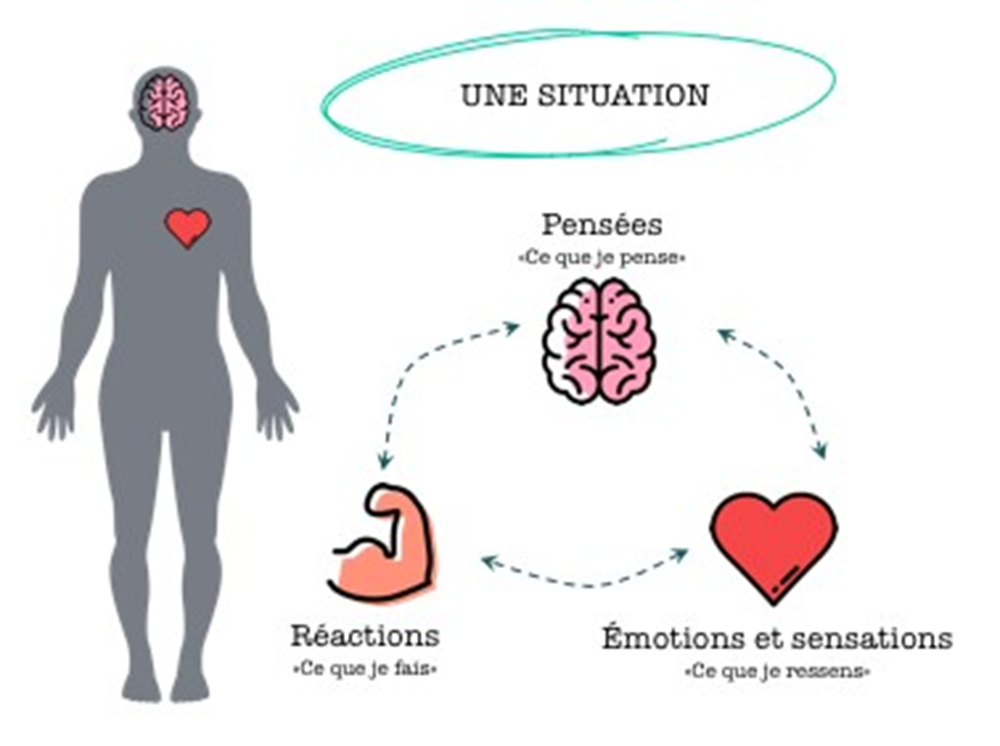 UNE SITUATION
Pensées
«Ce que je pense»
Réactions
«Ce que je fais»
Émotions et sensations
«Ce que je ressens»